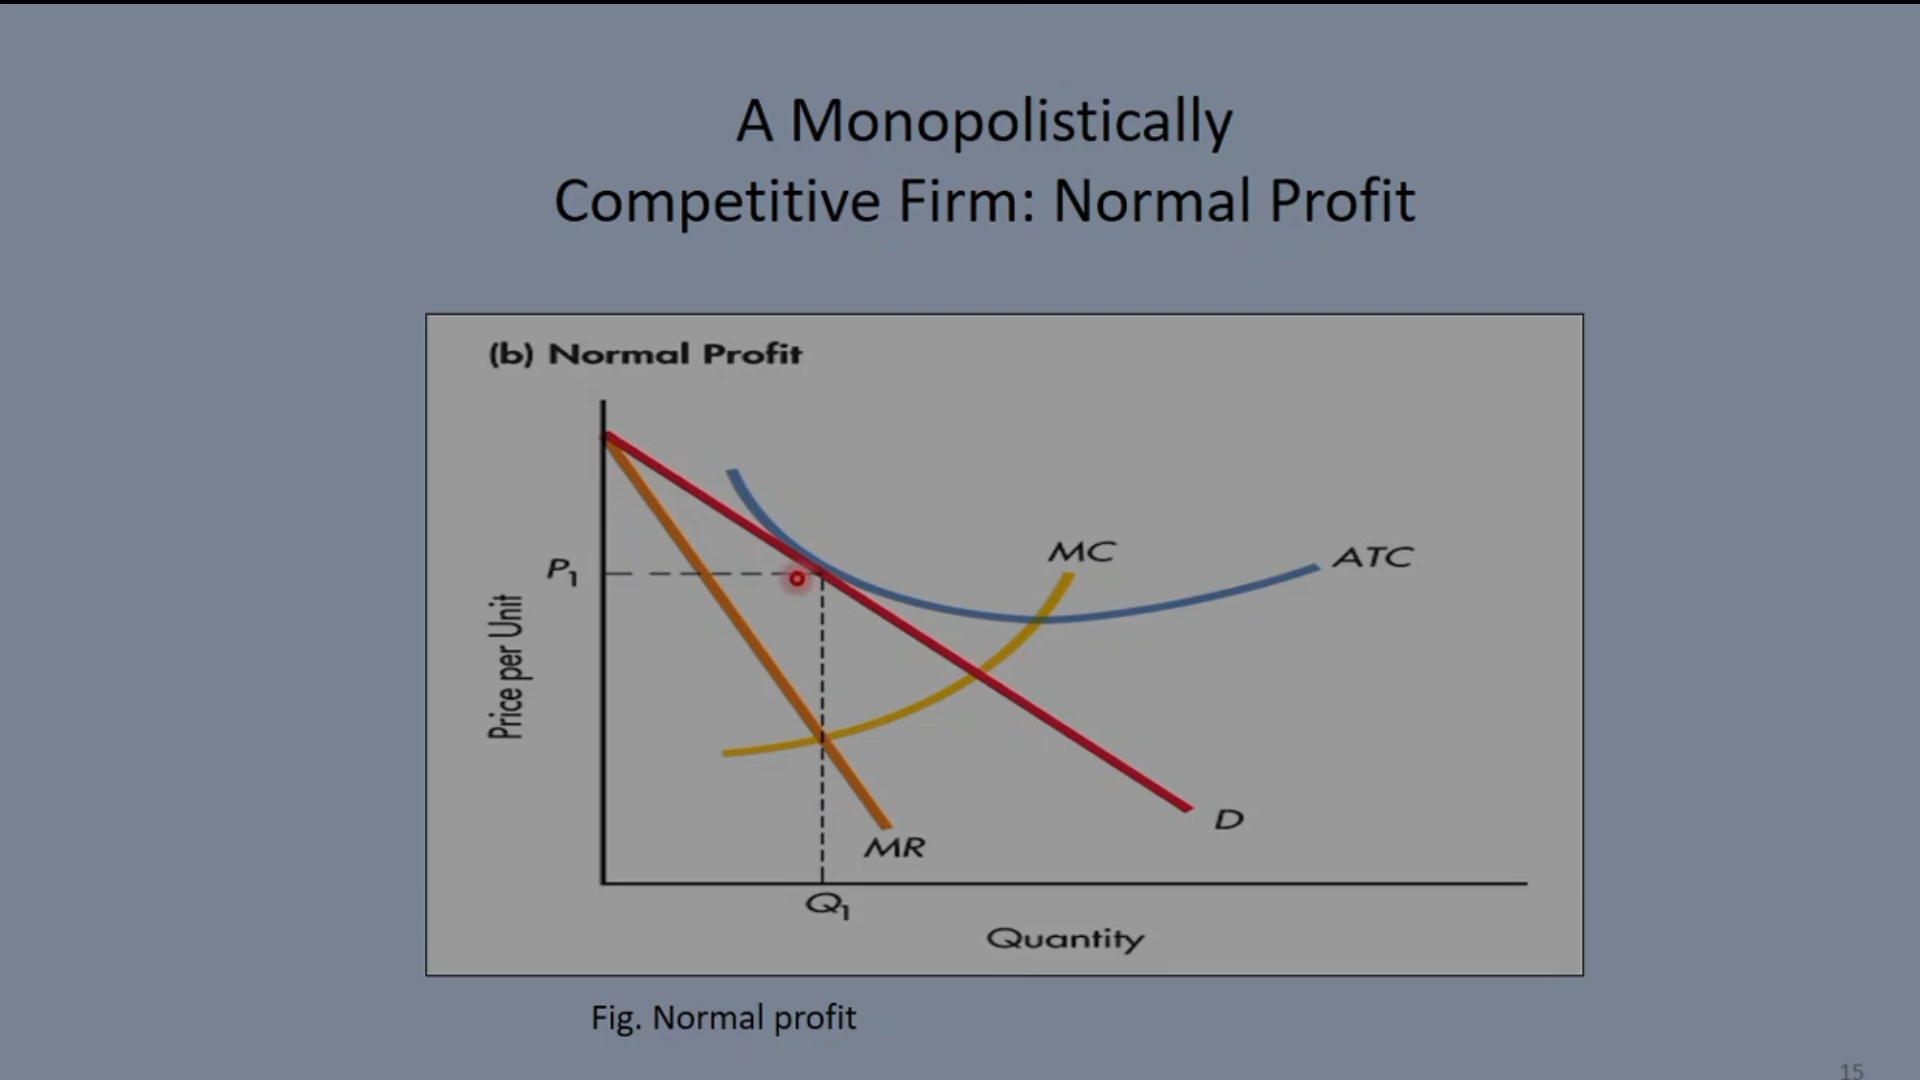 A Monopolistically
Competitive Firm: Normal Profit
(b) Normal Profit
MC
ATC
P1
Price per Unit
D
MR
Q1
Quantity
Fig. Normal profit
15